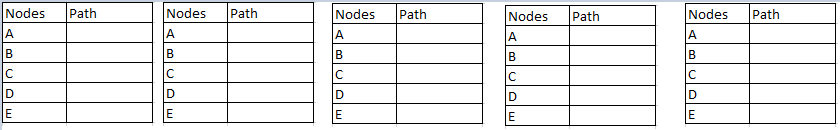 Nodes Path Nodes Path Nodes Path Nodes Path Nodes Path
A A A A A
B B B B B
C C C C C
D D D D D
E E E E E